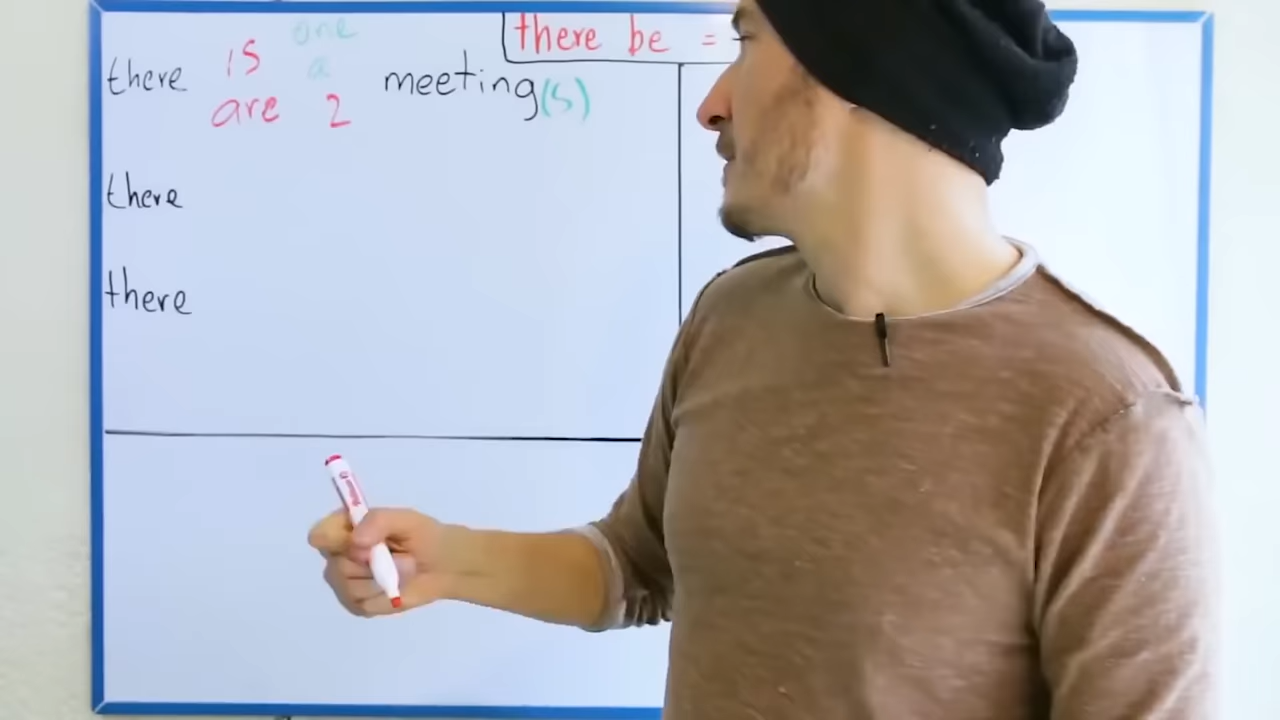 one
there is a meeting(s)
are 2
there be =
there
there